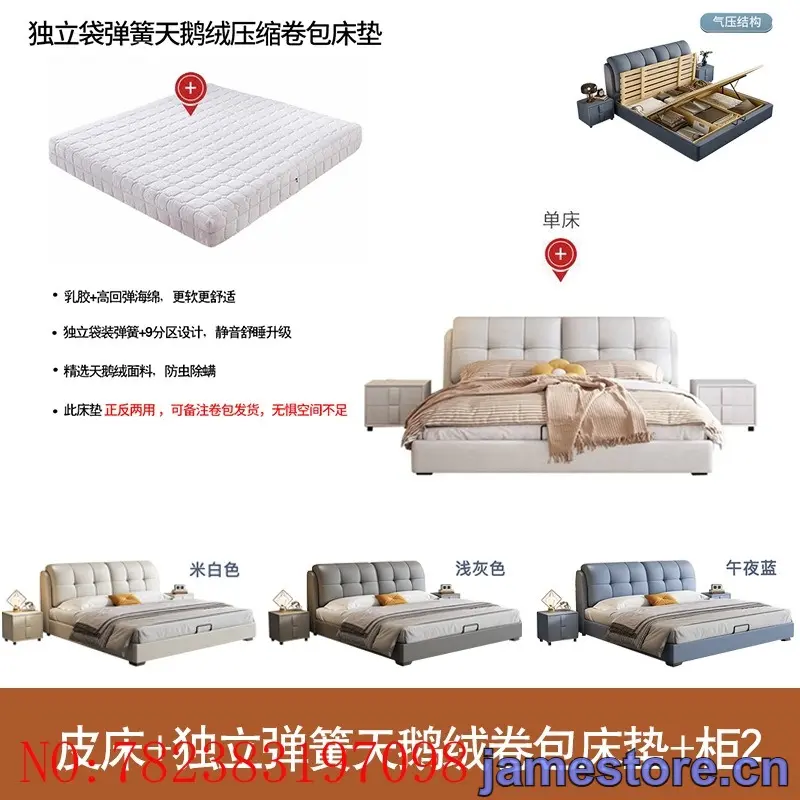 独立袋弹簧天鹅绒压缩卷包床垫
气压结构
单床
乳胶+高回弹海绵，更软更舒适
独立袋装弹簧+9分区设计，静音舒睡升级
精选天鹅绒面料，防虫除螨
此床垫 正反两用 ，可备注卷包发货，无惧空间不足
米白色
浅灰色
午夜蓝
皮床+独立弹簧天鹅绒卷包床垫+柜2
NO:782383197098
jamestore.cn